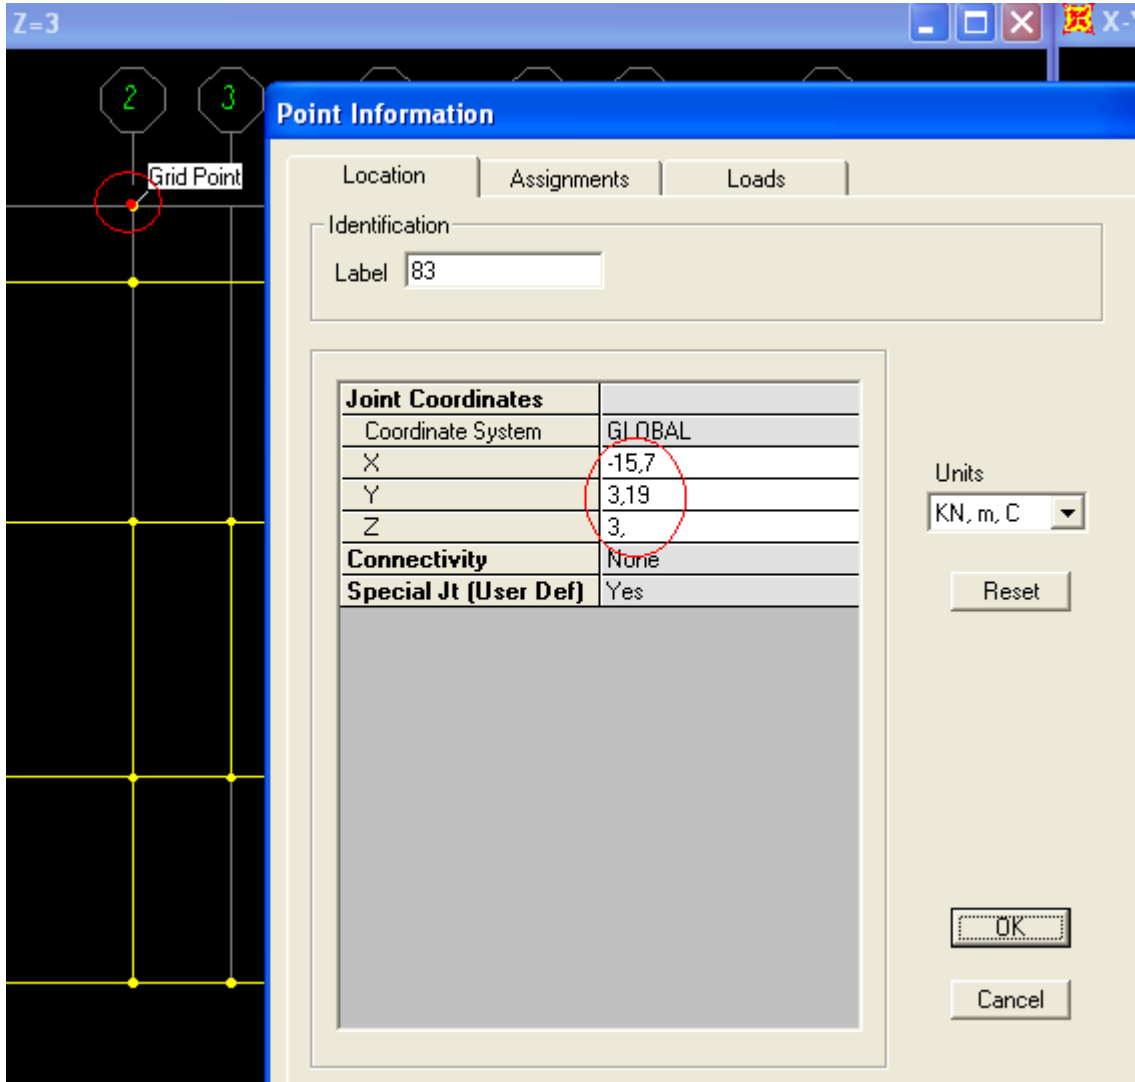 Z=3
X-Y
2
3
Grid Point
Point Information
Location
Assignments
Loads
Identification
Label 83
Joint Coordinates
Coordinate System GLOBAL
X -15,7
Y 3,19
Z 3,
Connectivity None
Special Jt (User Def) Yes
Units
KN, m, C
Reset
OK
Cancel